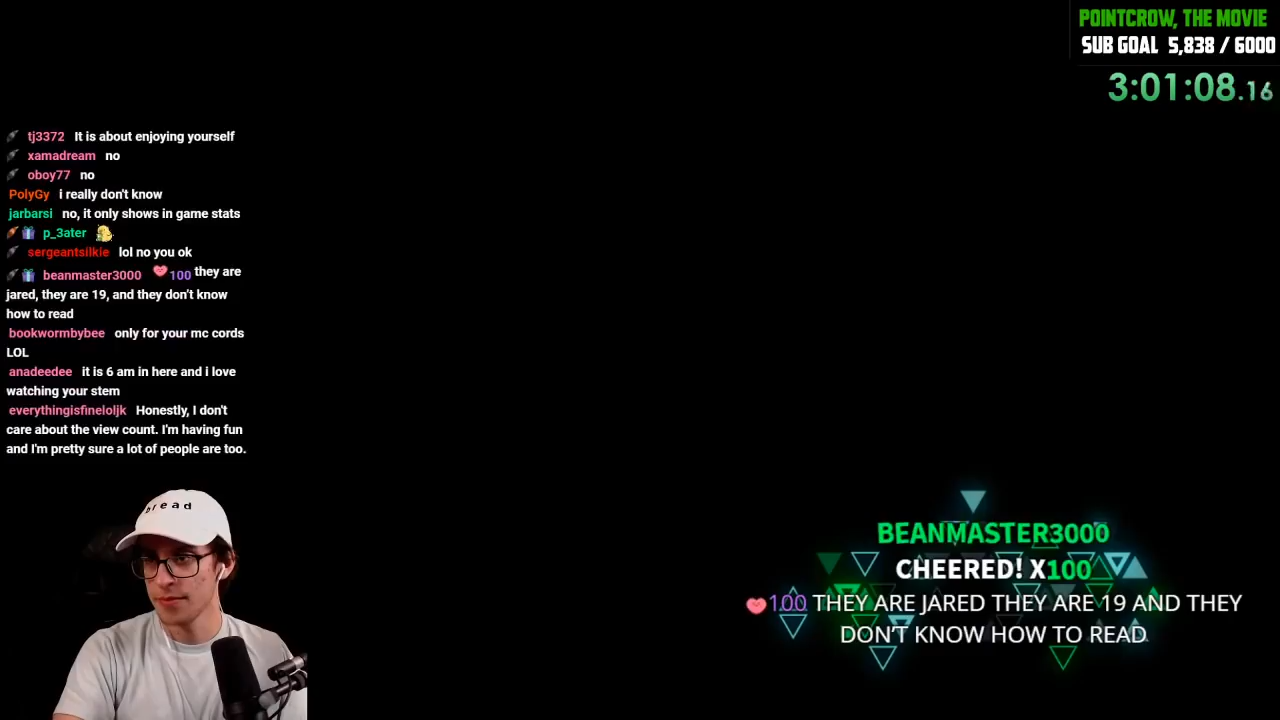 POINTCROW, THE MOVIE
SUB GOAL 5,838 / 6000
3:01:08.16
tj3372 It is about enjoying yourself
xamadream no
oboy77 no
PolyGy i really don't know
jarbarsi no, it only shows in game stats
p_3ater
sergeantsilkie lol no you ok
beanmaster3000 100 they are
jared, they are 19, and they don't know
how to read
bookwormbybee only for your mc cords
LOL
anadeedee it is 6 am in here and i love
watching your stem
everythingisfineloljk Honestly, I don't
care about the view count. I'm having fun
and I'm pretty sure a lot of people are too.
bread
BEANMASTER3000
CHEERED! X100
100 THEY ARE JARED THEY ARE 19 AND THEY
DON'T KNOW HOW TO READ